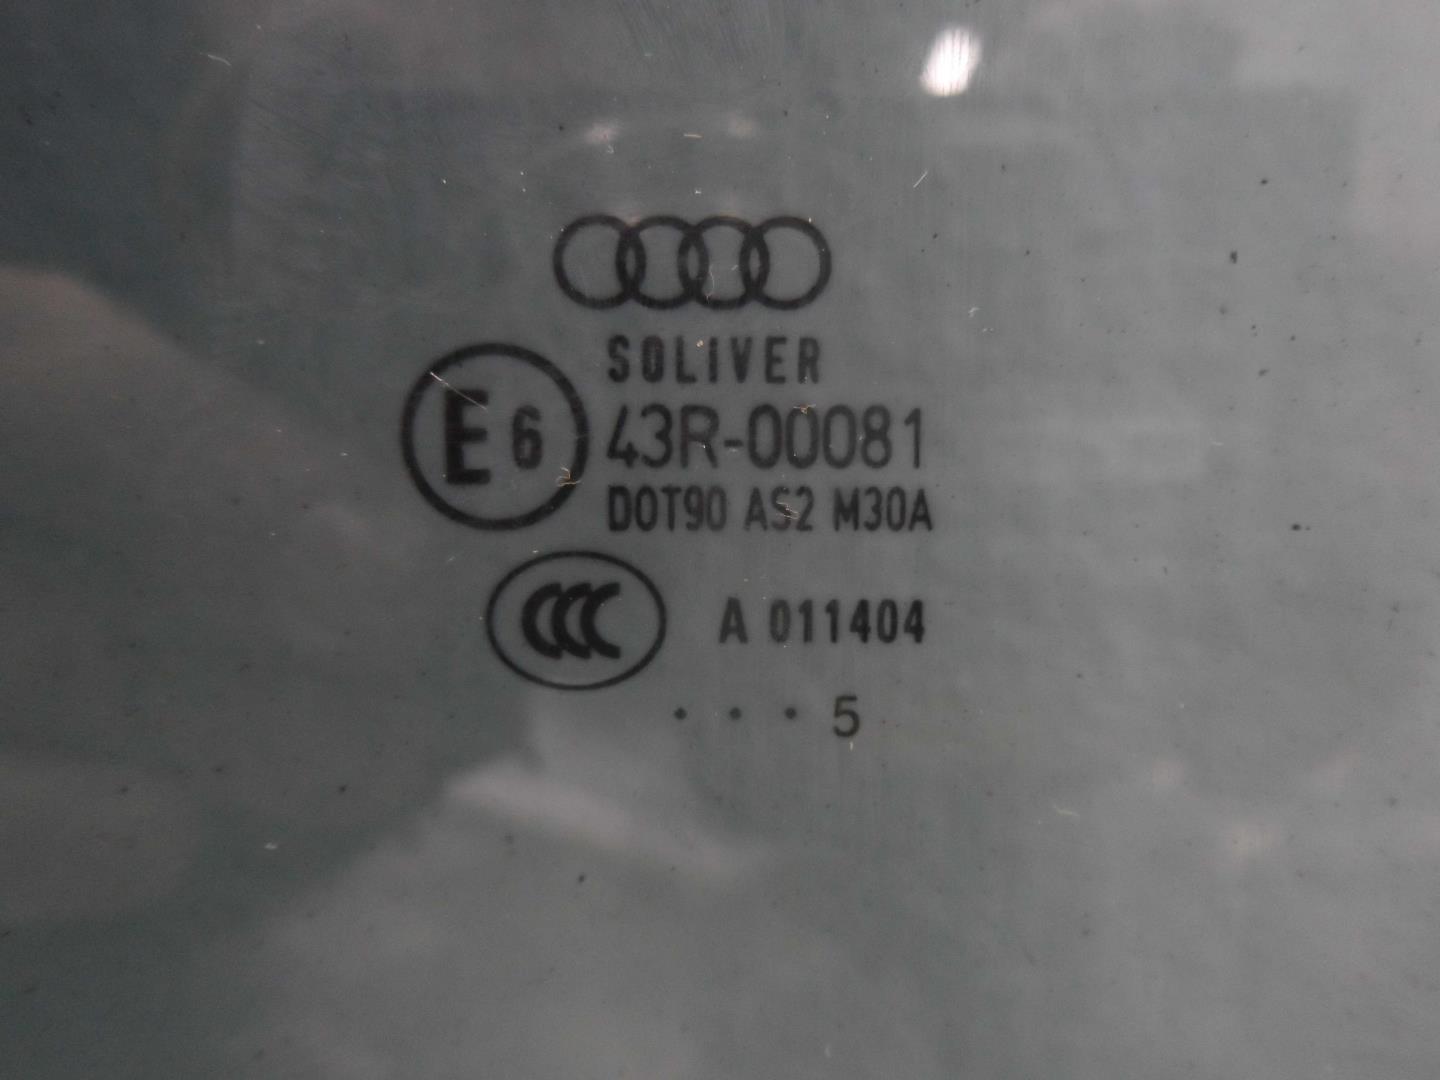 SOLIVER
E6 43R-00081
DOT90 AS2 M30A
CCC A 011404
• • • 5